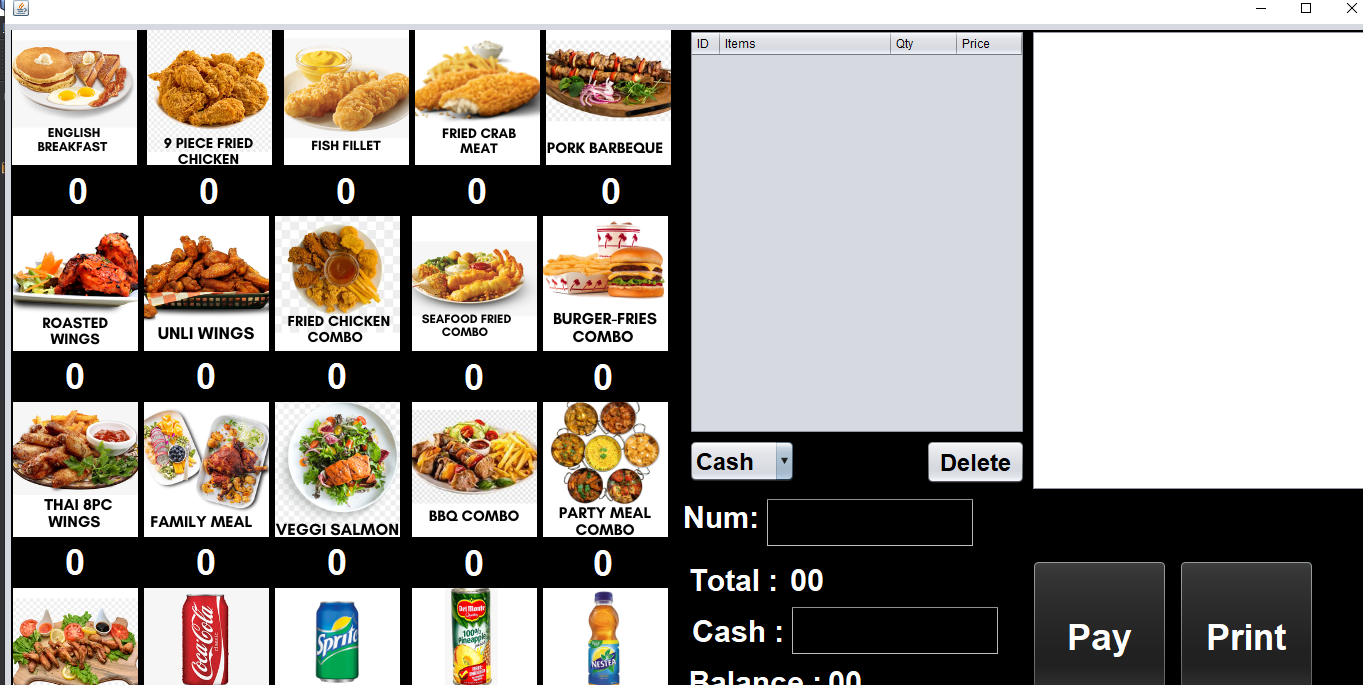 ID Items Qty Price
ENGLISH
BREAKFAST
9 PIECE FRIED
CHICKEN
FISH FILLET
FRIED CRAB
MEAT
PORK BARBEQUE
0 0 0 0 0
ROASTED
WINGS
UNLI WINGS
FRIED CHICKEN
COMBO
SEAFOOD FRIED
COMBO
BURGER-FRIES
COMBO
0 0 0 0 0
THAI 8PC
WINGS
FAMILY MEAL
VEGGI SALMON
BBQ COMBO
PARTY MEAL
COMBO
0 0 0 0 0
Coca-Cola
classic
Sprite
Del Monte
100%
Pineapple
NESTEA
Cash
Delete
Num:
Total : 00
Cash :
Balance : 00
Pay
Print